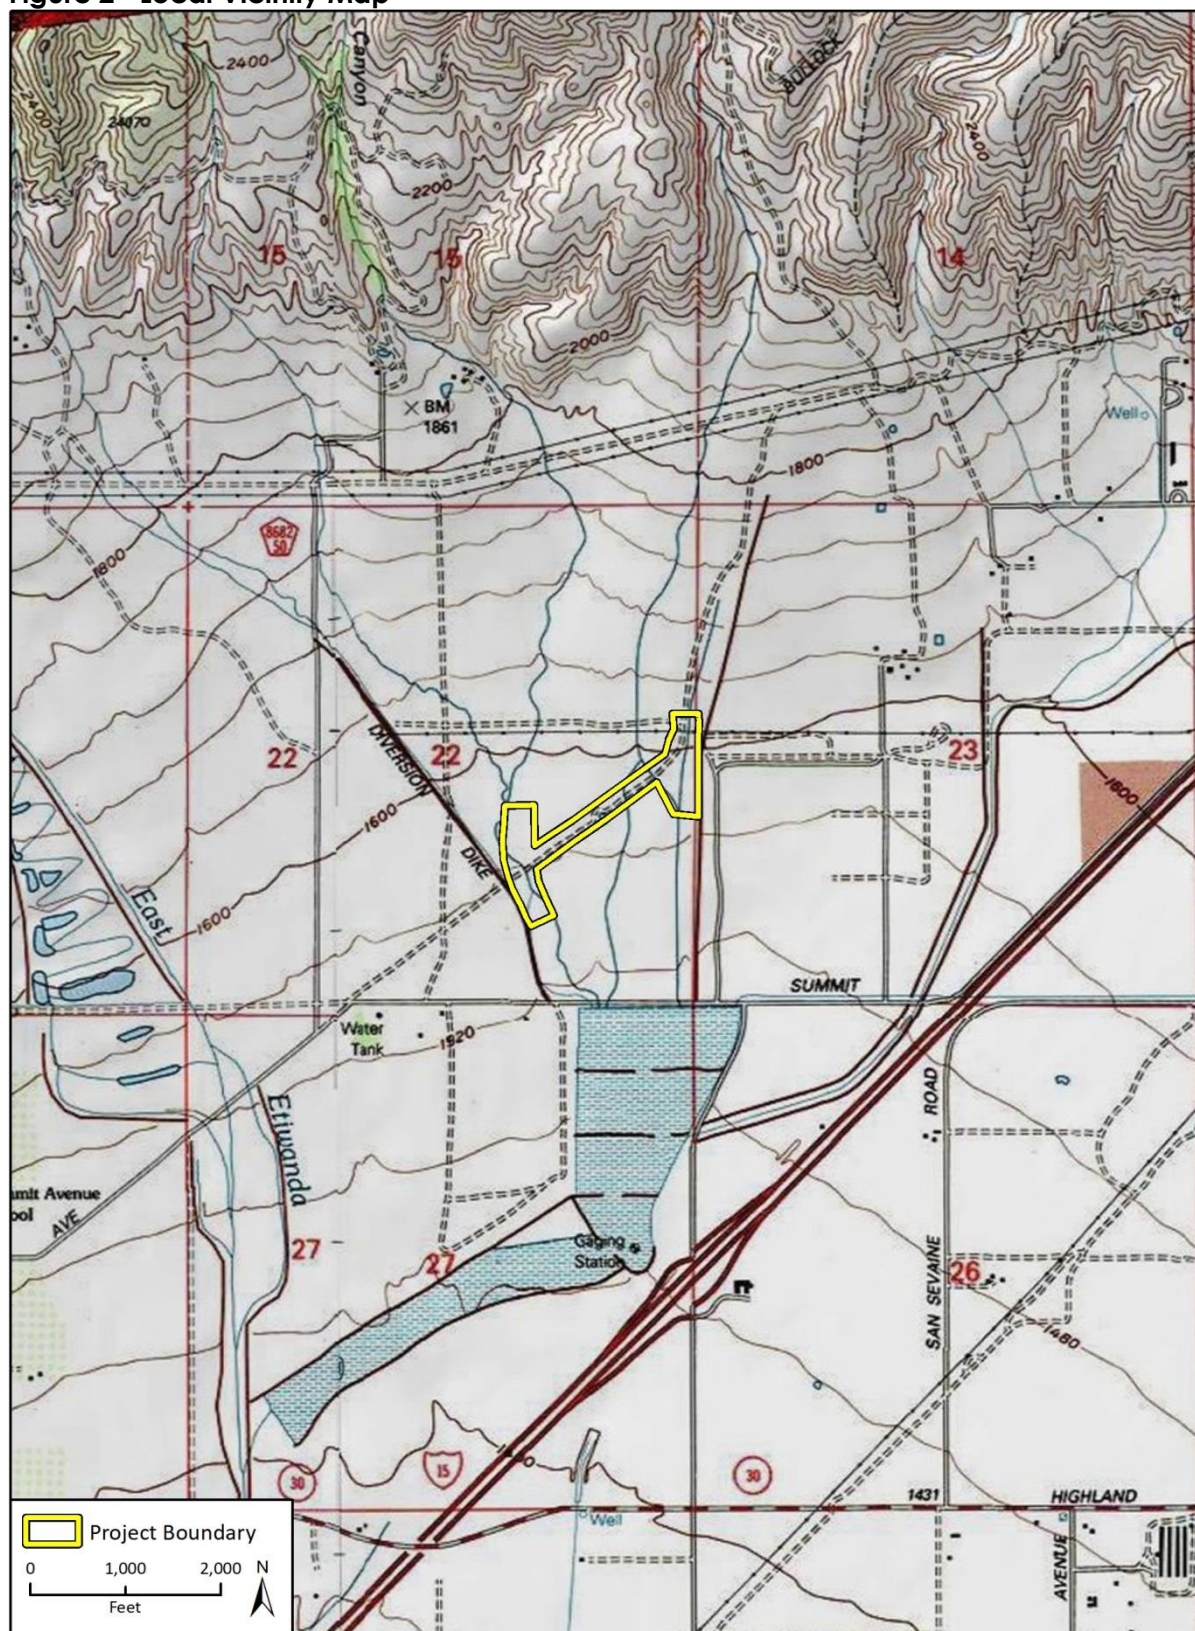 Figure 2 Local Vicinity Map
Canyon
BULLOCK
2400
2400
2400
2200
15
15
14
2000
BM
1861
Well
1800
8682
50
1800
DIVERSION
DIKE
22
22
23
1600
1600
1600
East
SUMMIT
Water
Tank
1520
ROAD
Etiwanda
mit Avenue
ool
AVE
27
27
Gaging
Station
SAN SEVAINE
26
1480
30
15
30
1431
HIGHLAND
Well
AVENUE
Project Boundary
0 1,000 2,000
Feet
N